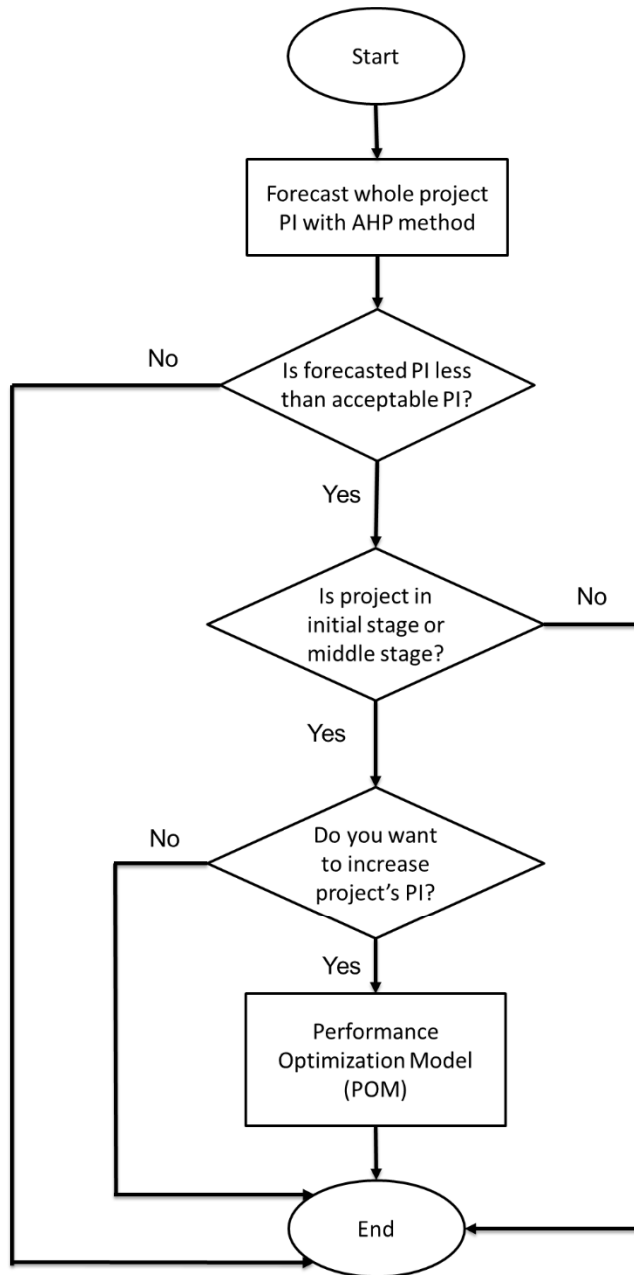 Start
Forecast whole project
PI with AHP method
No
Is forecasted PI less
than acceptable PI?
Yes
Is project in
initial stage or
middle stage?
No
Yes
No
Do you want
to increase
project's PI?
Yes
Performance
Optimization Model
(POM)
End